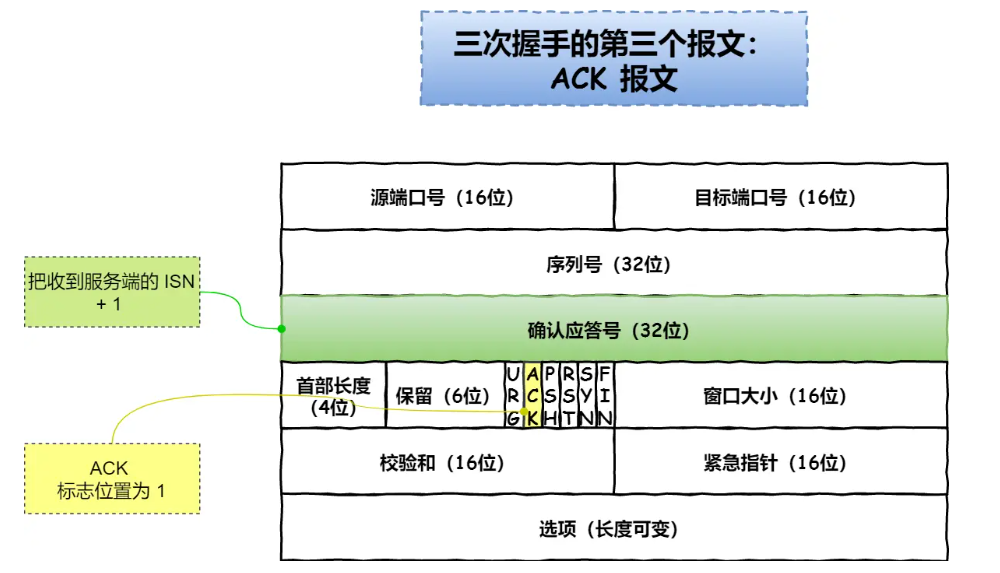 三次握手的第三个报文：
ACK 报文
源端口号（16位）
目标端口号（16位）
序列号（32位）
把收到服务端的 ISN
+ 1
确认应答号（32位）
首部长度
（4位）
保留（6位）
URG
ACK
PSH
RST
SYN
FIN
窗口大小（16位）
ACK
标志位置为 1
校验和（16位）
紧急指针（16位）
选项（长度可变）